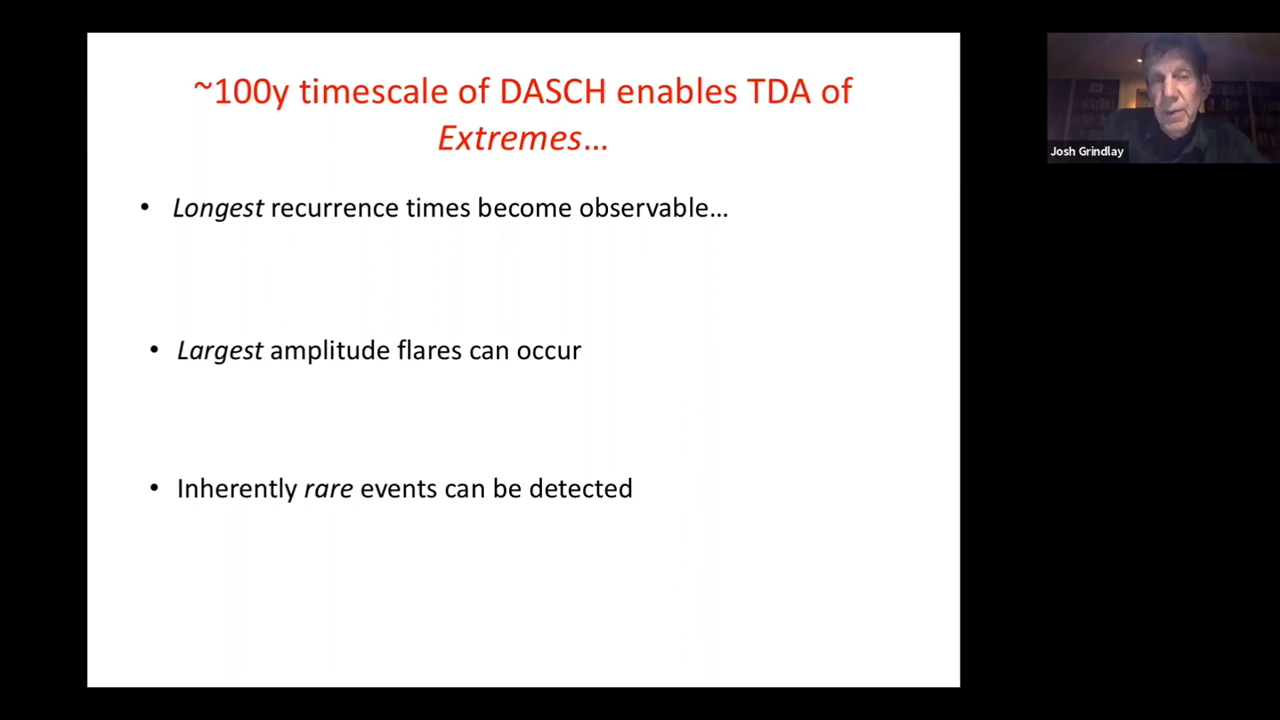 ~100y timescale of DASCH enables TDA of
Extremes…
• Longest recurrence times become observable…
• Largest amplitude flares can occur
• Inherently rare events can be detected
Josh Grindlay